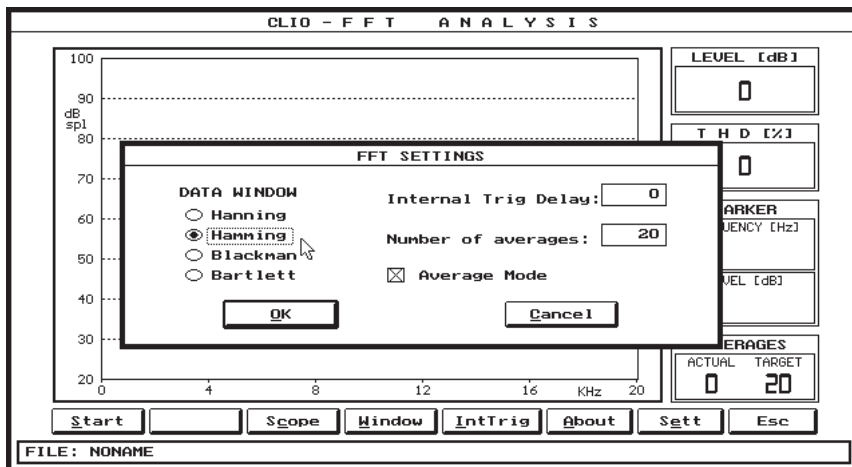 CLIO - F F T A N A L Y S I S
100
90
dB
spl
80
70
60
50
40
30
20
0
4
8
12
16
KHz
20
LEVEL [dB]
0
T H D [%]
0
ARKER
UENCY [Hz]
VEL [dB]
ERAGES
ACTUAL TARGET
0 20
FFT SETTINGS
DATA WINDOW
Hanning
Hamming
Blackman
Bartlett
Internal Trig Delay: 0
Number of averages: 20
Average Mode
OK
Cancel
Start Scope Window IntTrig About Sett Esc
FILE: NONAME